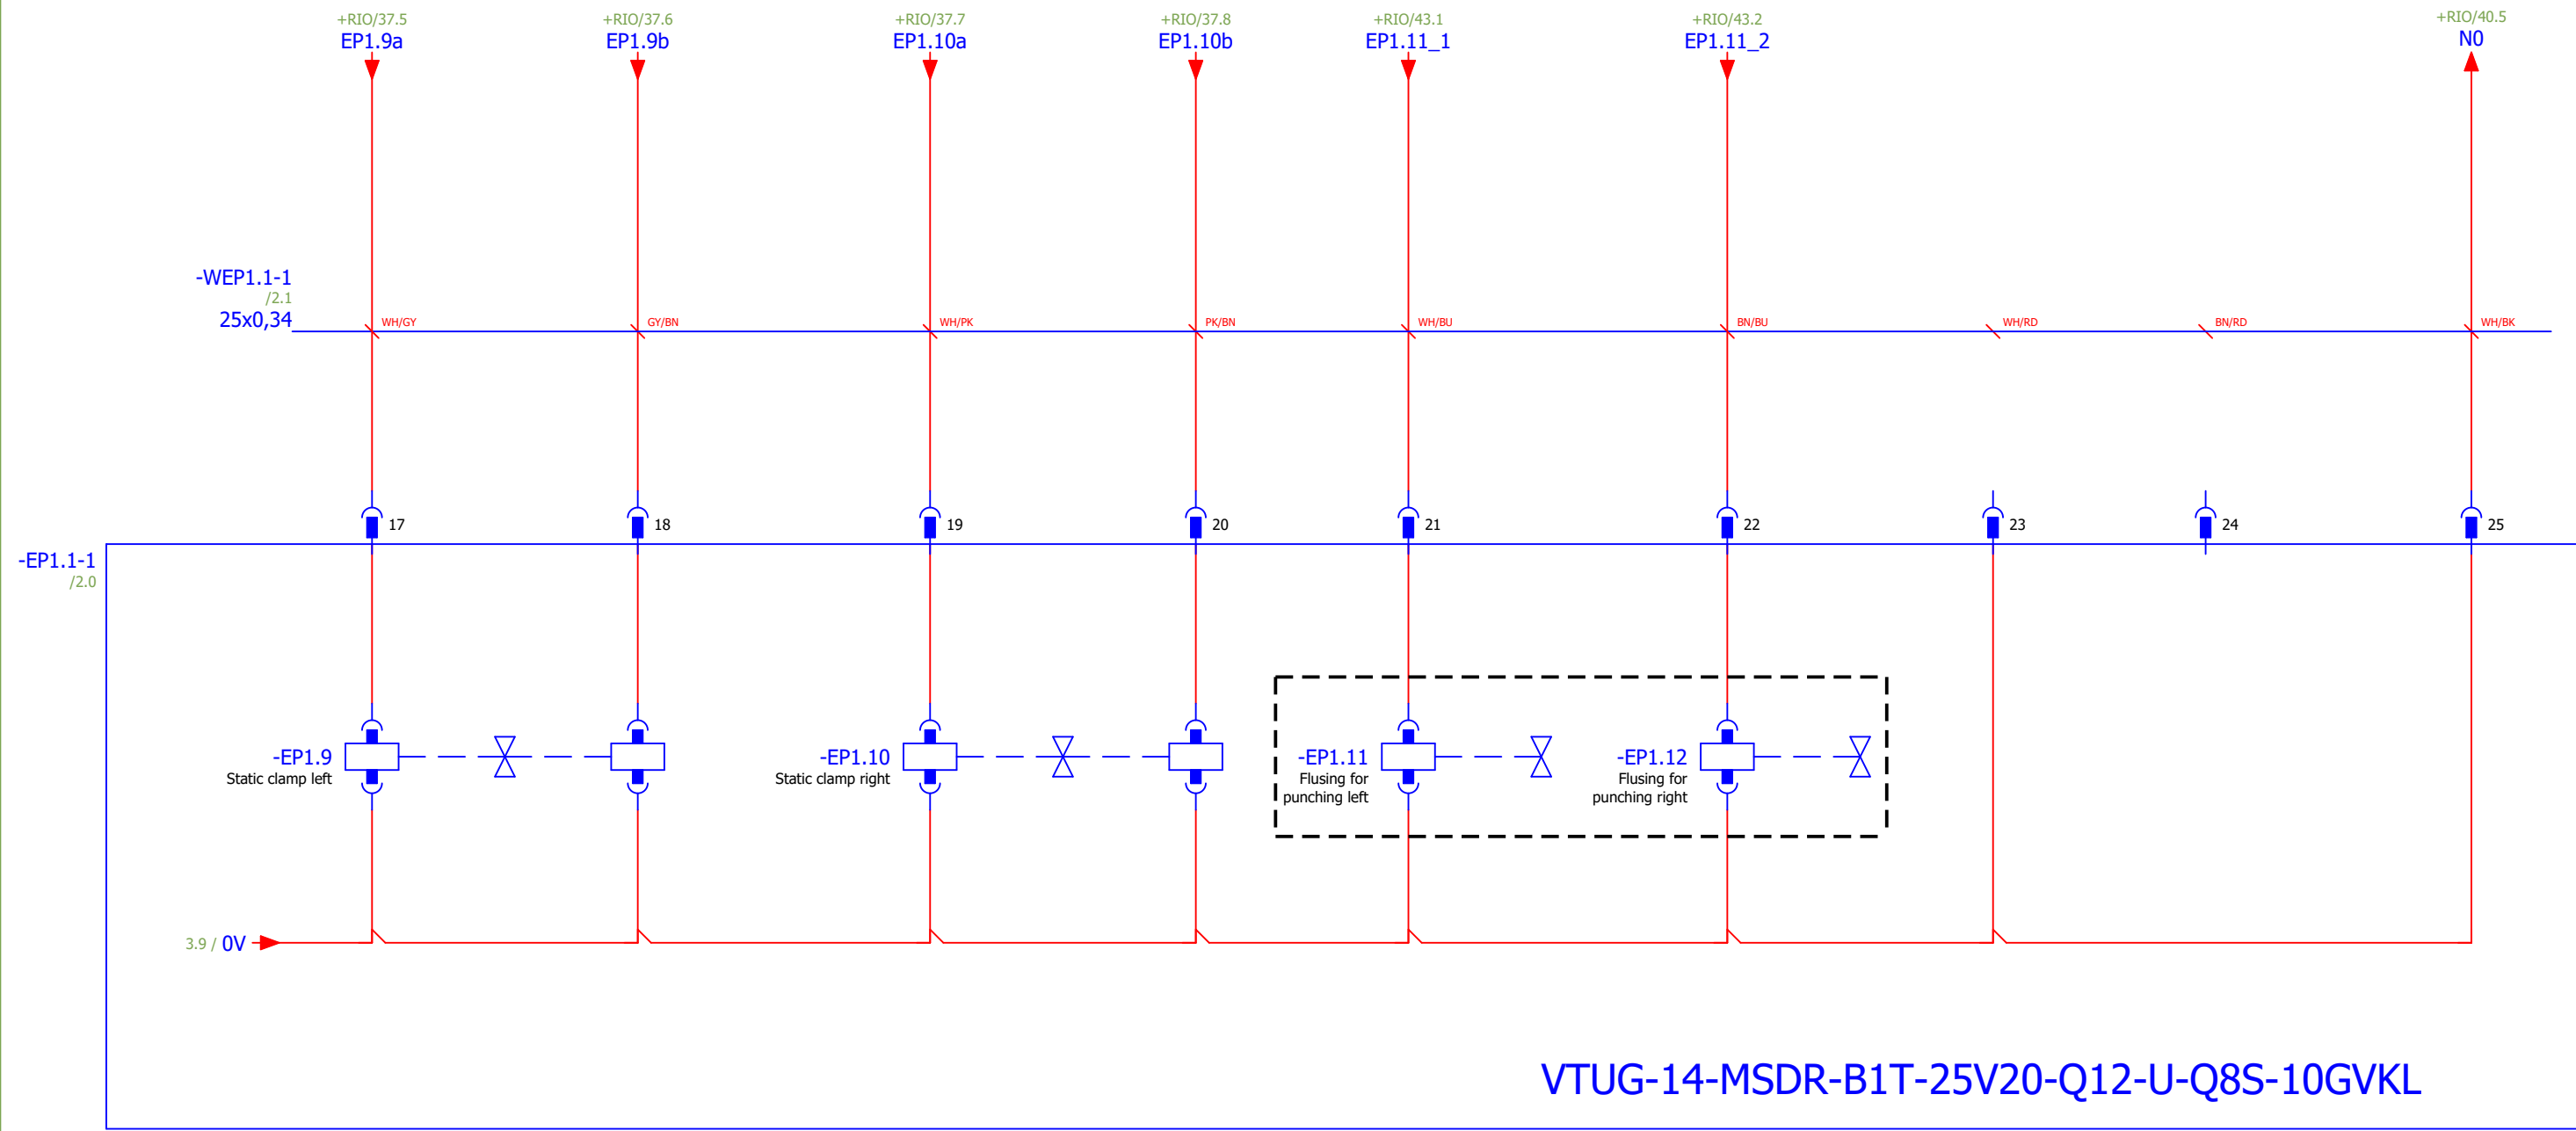 +RIO/37.5
EP1.9a
+RIO/37.6
EP1.9b
+RIO/37.7
EP1.10a
+RIO/37.8
EP1.10b
+RIO/43.1
EP1.11_1
+RIO/43.2
EP1.11_2
+RIO/40.5
N0
-WEP1.1-1
/2.1
25x0,34
WH/GY
GY/BN
WH/PK
PK/BN
WH/BU
BN/BU
WH/RD
BN/RD
WH/BK
17
18
19
20
21
22
23
24
25
-EP1.1-1
/2.0
-EP1.9
Static clamp left
-EP1.10
Static clamp right
-EP1.11
Flusing for
punching left
-EP1.12
Flusing for
punching right
3.9 / 0V
VTUG-14-MSDR-B1T-25V20-Q12-U-Q8S-10GVKL